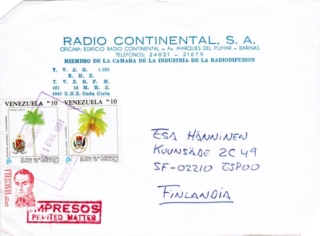 RADIO CONTINENTAL, S. A.
OFICINA: EDIFICIO RADIO CONTINENTAL - Av. MARQUES DEL PUMAR - BARINAS
TELEFONOS: 24021 - 21679
MIEMBRO DE LA CAMARA DE LA INDUSTRIA DE LA RADIODIFUSION
VENEZUELA 10
VENEZUELA 10
ESA HÄNNINEN
KUUNSÄDE 2C 49
SF-02210 ESPOO
FINLANDIA
IMPRESOS
PRINTED MATTER